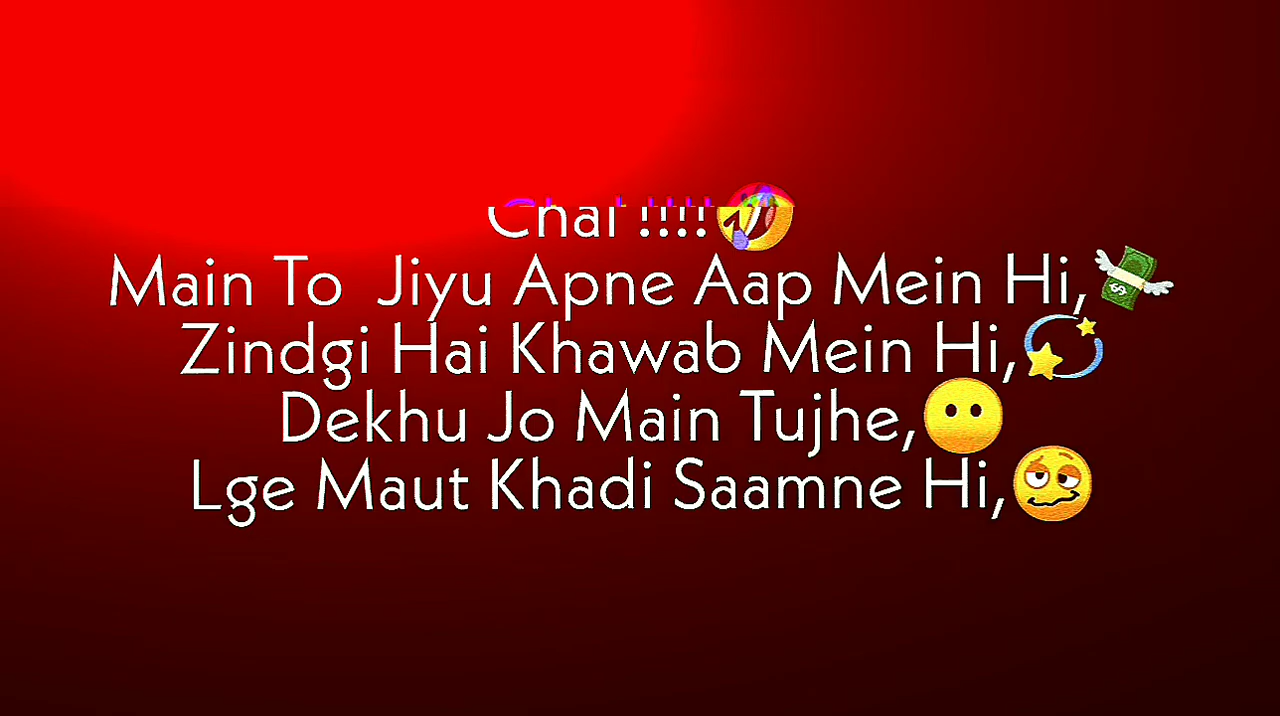 Chal !!!!🤣
Main To Jiyu Apne Aap Mein Hi,💸
Zindgi Hai Khawab Mein Hi,💫
Dekhu Jo Main Tujhe,😶
Lge Maut Khadi Saamne Hi,🥴